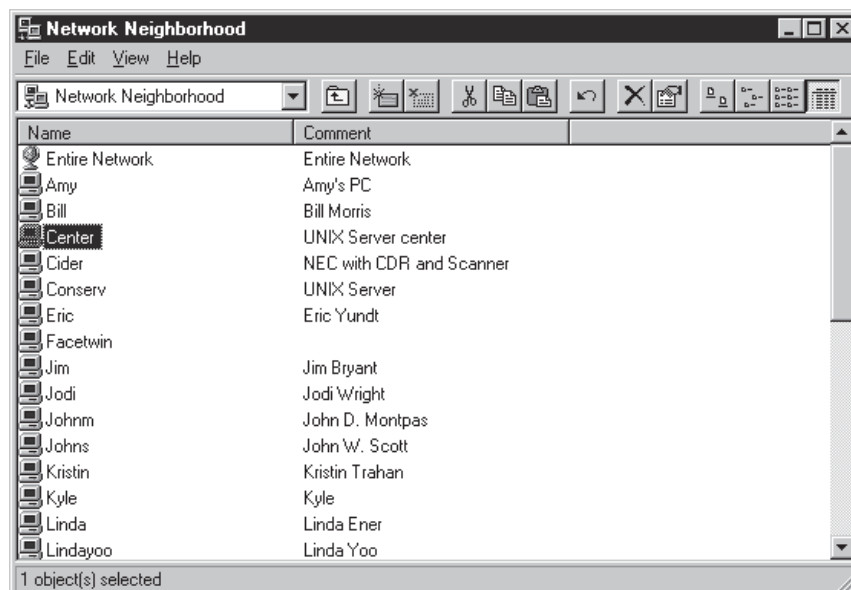 Network Neighborhood
File Edit View Help
Network Neighborhood
Name Comment
Entire Network Entire Network
Amy Amy's PC
Bill Bill Morris
Center UNIX Server center
Cider NEC with CDR and Scanner
Conserv UNIX Server
Eric Eric Yundt
Facetwin
Jim Jim Bryant
Jodi Jodi Wright
Johnm John D. Montpas
Johns John W. Scott
Kristin Kristin Trahan
Kyle Kyle
Linda Linda Ener
Lindayoo Linda Yoo
1 object(s) selected